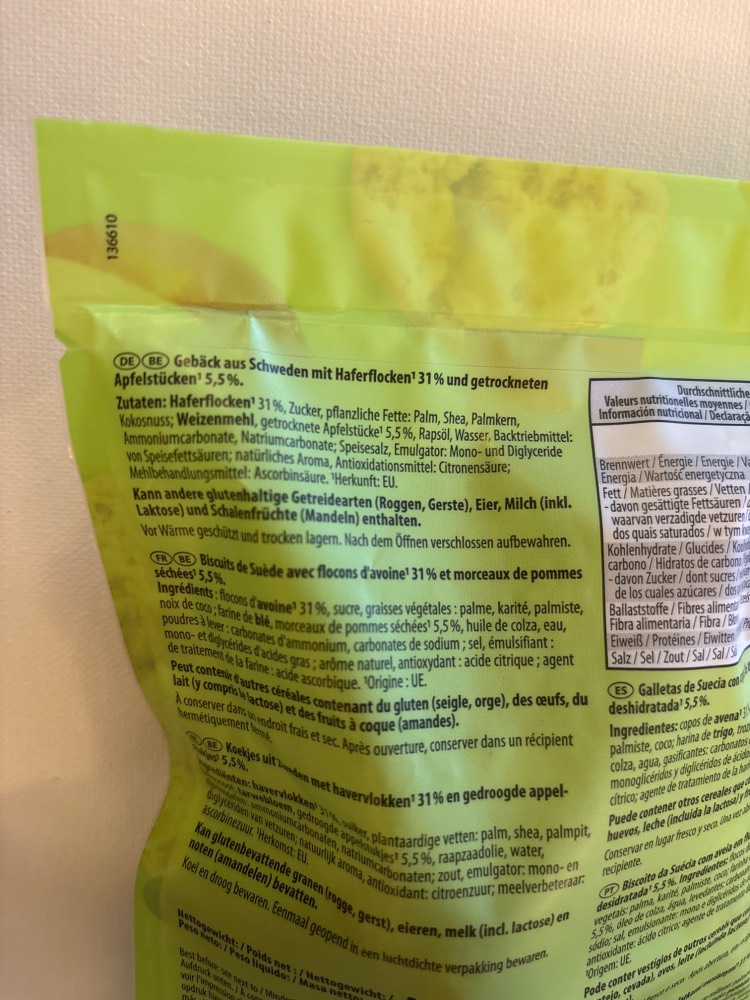 136610
DE BE Gebäck aus Schweden mit Haferflocken¹ 31 % und getrockneten
Apfelstücken¹ 5,5 %.
Zutaten: Haferflocken¹ 31 %, Zucker, pflanzliche Fette: Palm, Shea, Palmkern,
Kokosnuss; Weizenmehl, getrocknete Apfelstücke¹ 5,5 %, Rapsöl, Wasser, Backtriebmittel:
Ammoniumcarbonate, Natriumcarbonate; Speisesalz, Emulgator: Mono- und Diglyceride
von Speisefettsäuren; natürliches Aroma, Antioxidationsmittel: Citronensäure;
Mehlbehandlungsmittel: Ascorbinsäure. ¹Herkunft: EU.
Kann andere glutenhaltige Getreidearten (Roggen, Gerste), Eier, Milch (inkl.
Laktose) und Schalenfrüchte (Mandeln) enthalten.
Vor Wärme geschützt und trocken lagern. Nach dem Öffnen verschlossen aufbewahren.
FR BE Biscuits de Suède avec flocons d'avoine¹ 31 % et morceaux de pommes
séchées¹ 5,5 %.
Ingrédients : flocons d'avoine¹ 31 %, sucre, graisses végétales : palme, karité, palmiste,
noix de coco ; farine de blé, morceaux de pommes séchées¹ 5,5 %, huile de colza, eau,
poudres à lever : carbonates d'ammonium, carbonates de sodium ; sel, émulsifiant :
mono- et diglycérides d'acides gras ; arôme naturel, antioxydant : acide citrique ; agent
de traitement de la farine : acide ascorbique. ¹Origine : UE.
Peut contenir d'autres céréales contenant du gluten (seigle, orge), des œufs, du
lait (y compris le lactose) et des fruits à coque (amandes).
À conserver dans un endroit frais et sec. Après ouverture, conserver dans un récipient
hermétiquement fermé.
BE Koekjes uit Zweden met havervlokken¹ 31 % en gedroogde appel-
5,5 %.
Ingrediënten: havervlokken¹ 31 %, suiker, plantaardige vetten: palm, shea, palmpit,
tarwebloem, gedroogde appelstukjes¹ 5,5 %, raapzaadolie, water,
ammoniumcarbonaten, natriumcarbonaten; zout, emulgator: mono- en
diglyceriden van vetzuren; natuurlijk aroma, antioxidant: citroenzuur; meelverbeteraar:
ascorbinezuur. ¹Herkomst: EU.
Kan glutenbevattende granen (rogge, gerst), eieren, melk (incl. lactose) en
noten (amandelen) bevatten.
Koel en droog bewaren. Eenmaal geopend in een luchtdichte verpakking bewaren.
Nettogewicht: / Poids net : / Nettogewicht: /
Peso neto: / Peso líquido: / Masa netto:
Best before: see next to /
Aufdruck
voir l'impression
opdruk
Durchschnittliche
Valeurs nutritionelles moyennes /
Información nutricional / Declaraçã
Brennwert / Énergie / Energie /
Energía / Wartość energetyczna
Fett / Matières grasses / Vetten /
- davon gesättigte Fettsäuren /
waarvan verzadigde vetzuren
dos quais saturados / w tym
Kohlenhydrate / Glucides /
carbono / Hidratos de carbono
- davon Zucker / dont sucres /
de los cuales azúcares / dos
Ballaststoffe / Fibres aliment
Fibra alimentaria / Fibra /
Eiweiß / Protéines / Eiwitten
Salz / Sel / Zout / Sal / Sal /
ES Galletas de Suecia con
deshidratada¹ 5,5 %.
Ingredientes: copos de avena¹
palmiste, coco; harina de trigo,
colza, agua, gasificantes: carbonatos
monoglicéridos y diglicéridos de ácido
cítrico; agente de tratamiento de la
Puede contener otros cereales que
huevos, leche (incluida la lactosa) y
Conservar en lugar fresco y seco. Una vez
recipiente.
PT Biscoito da Suécia com aveia em
desidratada¹ 5,5 %. Ingredientes:
vegetais: palma, karité, palmiste, coco,
5,5 %, óleo de colza, água, levedantes:
sódio; sal, emulsionante: mono e diglicéridos
antioxidante: ácido cítrico; agente de tratamento
¹Origem: UE.
Pode conter vestígios de outros cereais
cevada), ovos, leite (incluindo